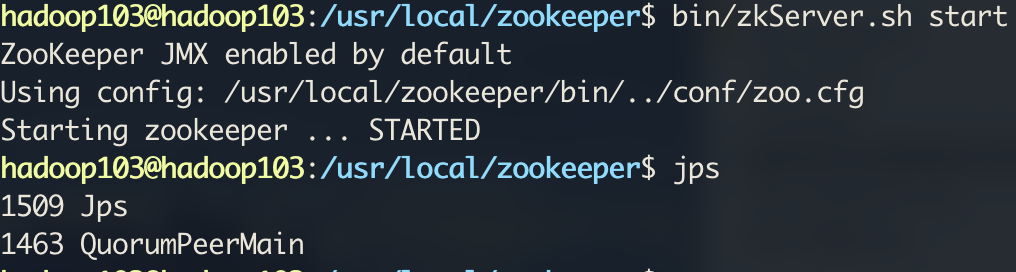 hadoop103@hadoop103:/usr/local/zookeeper$ bin/zkServer.sh start
ZooKeeper JMX enabled by default
Using config: /usr/local/zookeeper/bin/../conf/zoo.cfg
Starting zookeeper ... STARTED
hadoop103@hadoop103:/usr/local/zookeeper$ jps
1509 Jps
1463 QuorumPeerMain